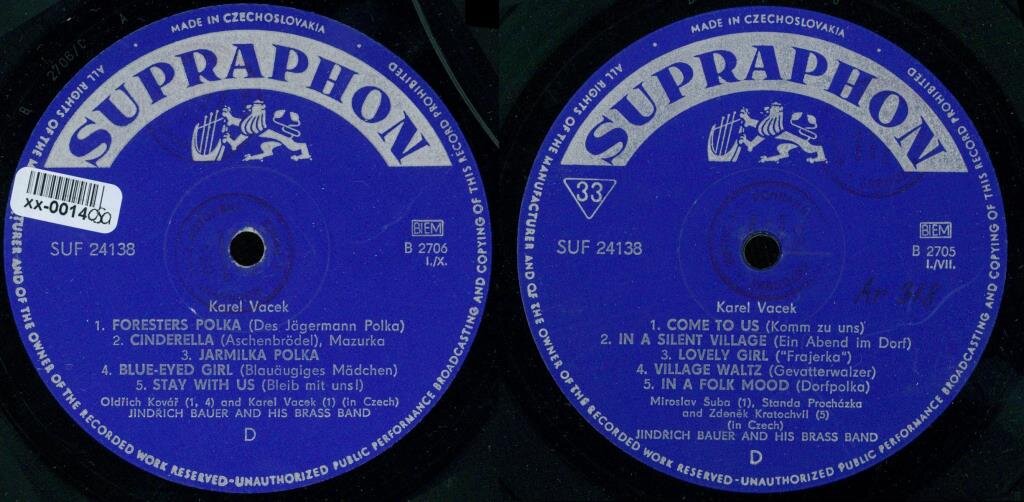 MADE IN CZECHOSLOVAKIA
ALL RIGHTS OF THE
TURER AND OF THE OWNER OF THE RECORDED WORK RESERVED-UNAUTHORIZED PUBLIC PERFORMANCE BROADCASTING AND COPYING OF THIS RECORD PROHIBITED
SUPRAPHON
2706/C
xx-0014
SUF 24138
BIEM
B 2706
I./X.
Karel Vacek
1. FORESTERS POLKA (Des Jägermann Polka)
2. CINDERELLA (Aschenbrödel), Mazurka
3. JARMILKA POLKA
4. BLUE-EYED GIRL (Blauäugiges Mädchen)
5. STAY WITH US (Bleib mit uns!)
Oldřich Kovář (1, 4) and Karel Vacek (1) (in Czech)
JINDRICH BAUER AND HIS BRASS BAND
D
MADE IN CZECHOSLOVAKIA
ALL RIGHTS OF THE MANUFACTURER AND OF THE OWNER OF THE RECORDED WORK RESERVED-UNAUTHORIZED PUBLIC PERFORMANCE BROADCASTING AND COPYING OF THIS RECORD PROHIBITED
SUPRAPHON
33
SUF 24138
BIEM
B 2705
I./VII.
Karel Vacek
1. COME TO US (Komm zu uns)
2. IN A SILENT VILLAGE (Ein Abend im Dorf)
3. LOVELY GIRL ("Frajerka")
4. VILLAGE WALTZ (Gevatterwalzer)
5. IN A FOLK MOOD (Dorfpolka)
Miroslav Suba (1), Standa Procházka
and Zdeněk Kratochvíl (5)
(in Czech)
JINDRICH BAUER AND HIS BRASS BAND
D